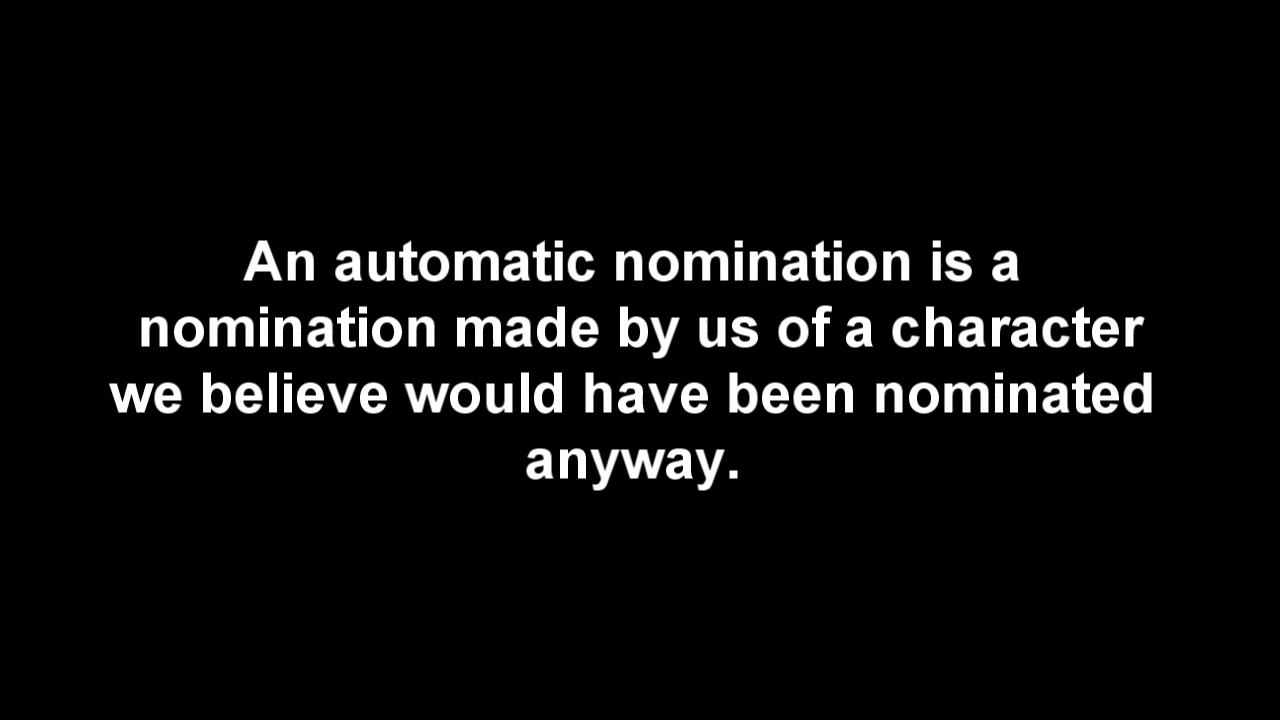 An automatic nomination is a
nomination made by us of a character
we believe would have been nominated
anyway.